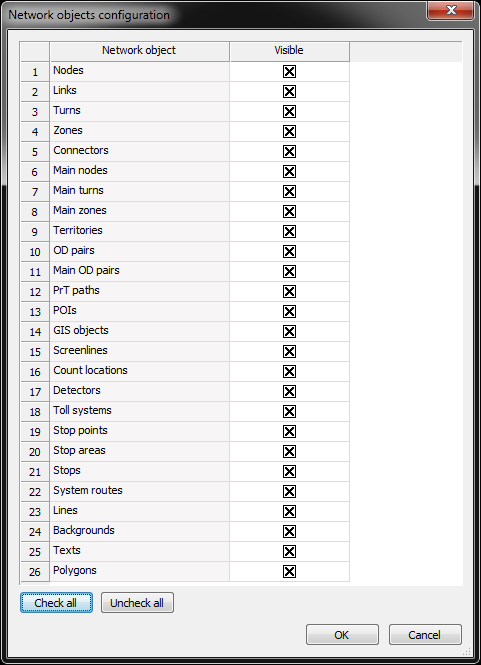 Network objects configuration
Network object Visible
1 Nodes
2 Links
3 Turns
4 Zones
5 Connectors
6 Main nodes
7 Main turns
8 Main zones
9 Territories
10 OD pairs
11 Main OD pairs
12 PrT paths
13 POIs
14 GIS objects
15 Screenlines
16 Count locations
17 Detectors
18 Toll systems
19 Stop points
20 Stop areas
21 Stops
22 System routes
23 Lines
24 Backgrounds
25 Texts
26 Polygons
Check all Uncheck all
OK Cancel